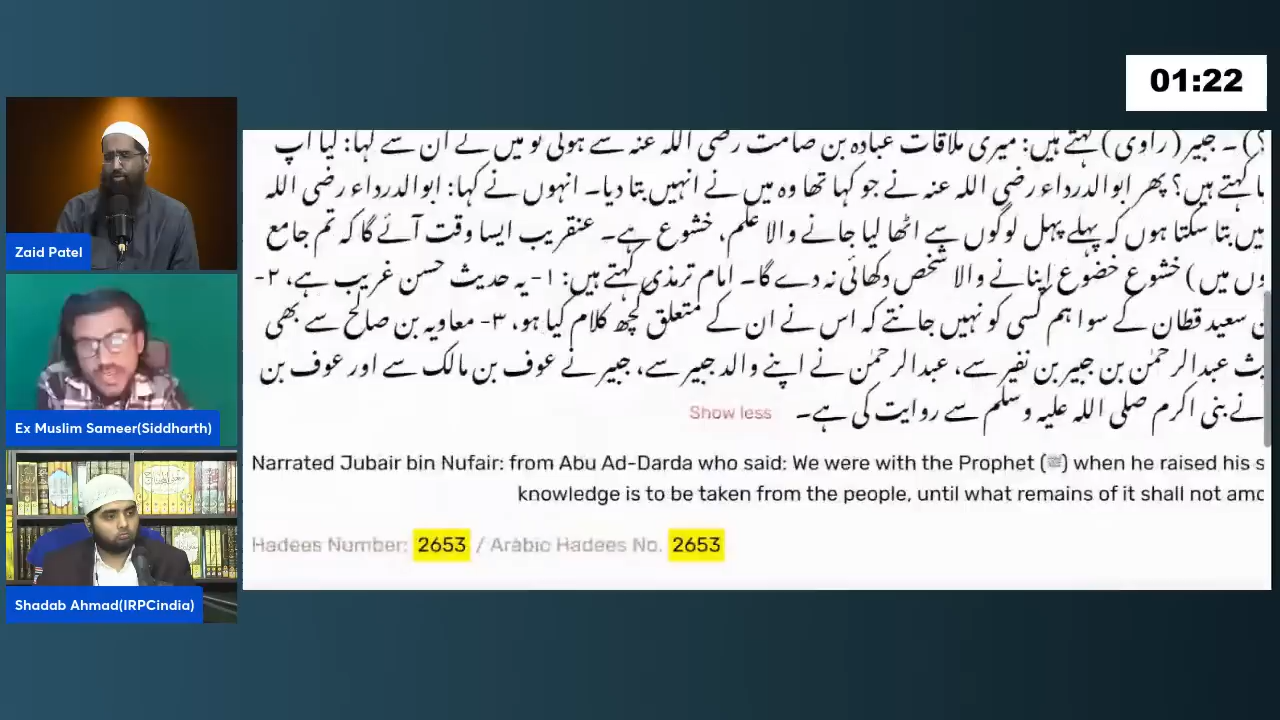 01:22
Zaid Patel
Ex Muslim Sameer(Siddharth)
Shadab Ahmad(IRPCindia)
) ۔ جبیر ( راوی ) کہتے ہیں: میری ملاقات عبادہ بن صامت رضی اللہ عنہ سے ہوئی تو میں نے ان سے کہا: کیا آپ
کہتے ہیں؟ پھر ابوالدرداء رضی اللہ عنہ نے جو کہا تھا وہ میں نے انہیں بتا دیا۔ انہوں نے کہا: ابوالدرداء رضی اللہ
بتا سکتا ہوں کہ پہلے پہل لوگوں سے اٹھا لیا جانے والا علم، خشوع ہے۔ عنقریب ایسا وقت آئے گا کہ تم جامع
میں ) خشوع خضوع اپنانے والا شخص دکھائی نہ دے گا۔ امام ترمذی کہتے ہیں: ۱- یہ حدیث حسن غریب ہے، ۲-
سعید قطان کے سوا ہم کسی کو نہیں جانتے کہ اس نے ان کے متعلق کچھ کلام کیا ہو، ۳- معاویہ بن صالح سے بھی
عبدالرحمٰن بن جبیر بن نفیر سے، عبدالرحمٰن نے اپنے والد جبیر سے، جبیر نے عوف بن مالک سے اور عوف بن
نے بنی اکرم صلی اللہ علیہ وسلم سے روایت کی ہے۔ Show less
Narrated Jubair bin Nufair: from Abu Ad-Darda who said: We were with the Prophet (ﷺ) when he raised his s
knowledge is to be taken from the people, until what remains of it shall not amo
Hadees Number: 2653 / Arabic Hadees No. 2653